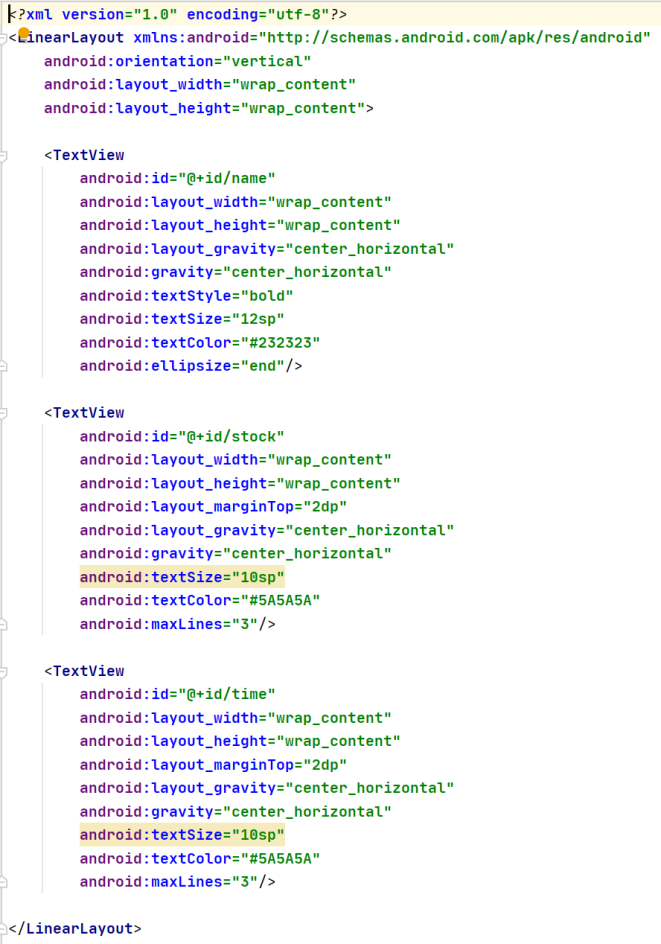 <?xml version="1.0" encoding="utf-8"?>
<LinearLayout xmlns:android="http://schemas.android.com/apk/res/android"
    android:orientation="vertical"
    android:layout_width="wrap_content"
    android:layout_height="wrap_content">

    <TextView
        android:id="@+id/name"
        android:layout_width="wrap_content"
        android:layout_height="wrap_content"
        android:layout_gravity="center_horizontal"
        android:gravity="center_horizontal"
        android:textStyle="bold"
        android:textSize="12sp"
        android:textColor="#232323"
        android:ellipsize="end"/>

    <TextView
        android:id="@+id/stock"
        android:layout_width="wrap_content"
        android:layout_height="wrap_content"
        android:layout_marginTop="2dp"
        android:layout_gravity="center_horizontal"
        android:gravity="center_horizontal"
        android:textSize="10sp"
        android:textColor="#5A5A5A"
        android:maxLines="3"/>

    <TextView
        android:id="@+id/time"
        android:layout_width="wrap_content"
        android:layout_height="wrap_content"
        android:layout_marginTop="2dp"
        android:layout_gravity="center_horizontal"
        android:gravity="center_horizontal"
        android:textSize="10sp"
        android:textColor="#5A5A5A"
        android:maxLines="3"/>

</LinearLayout>